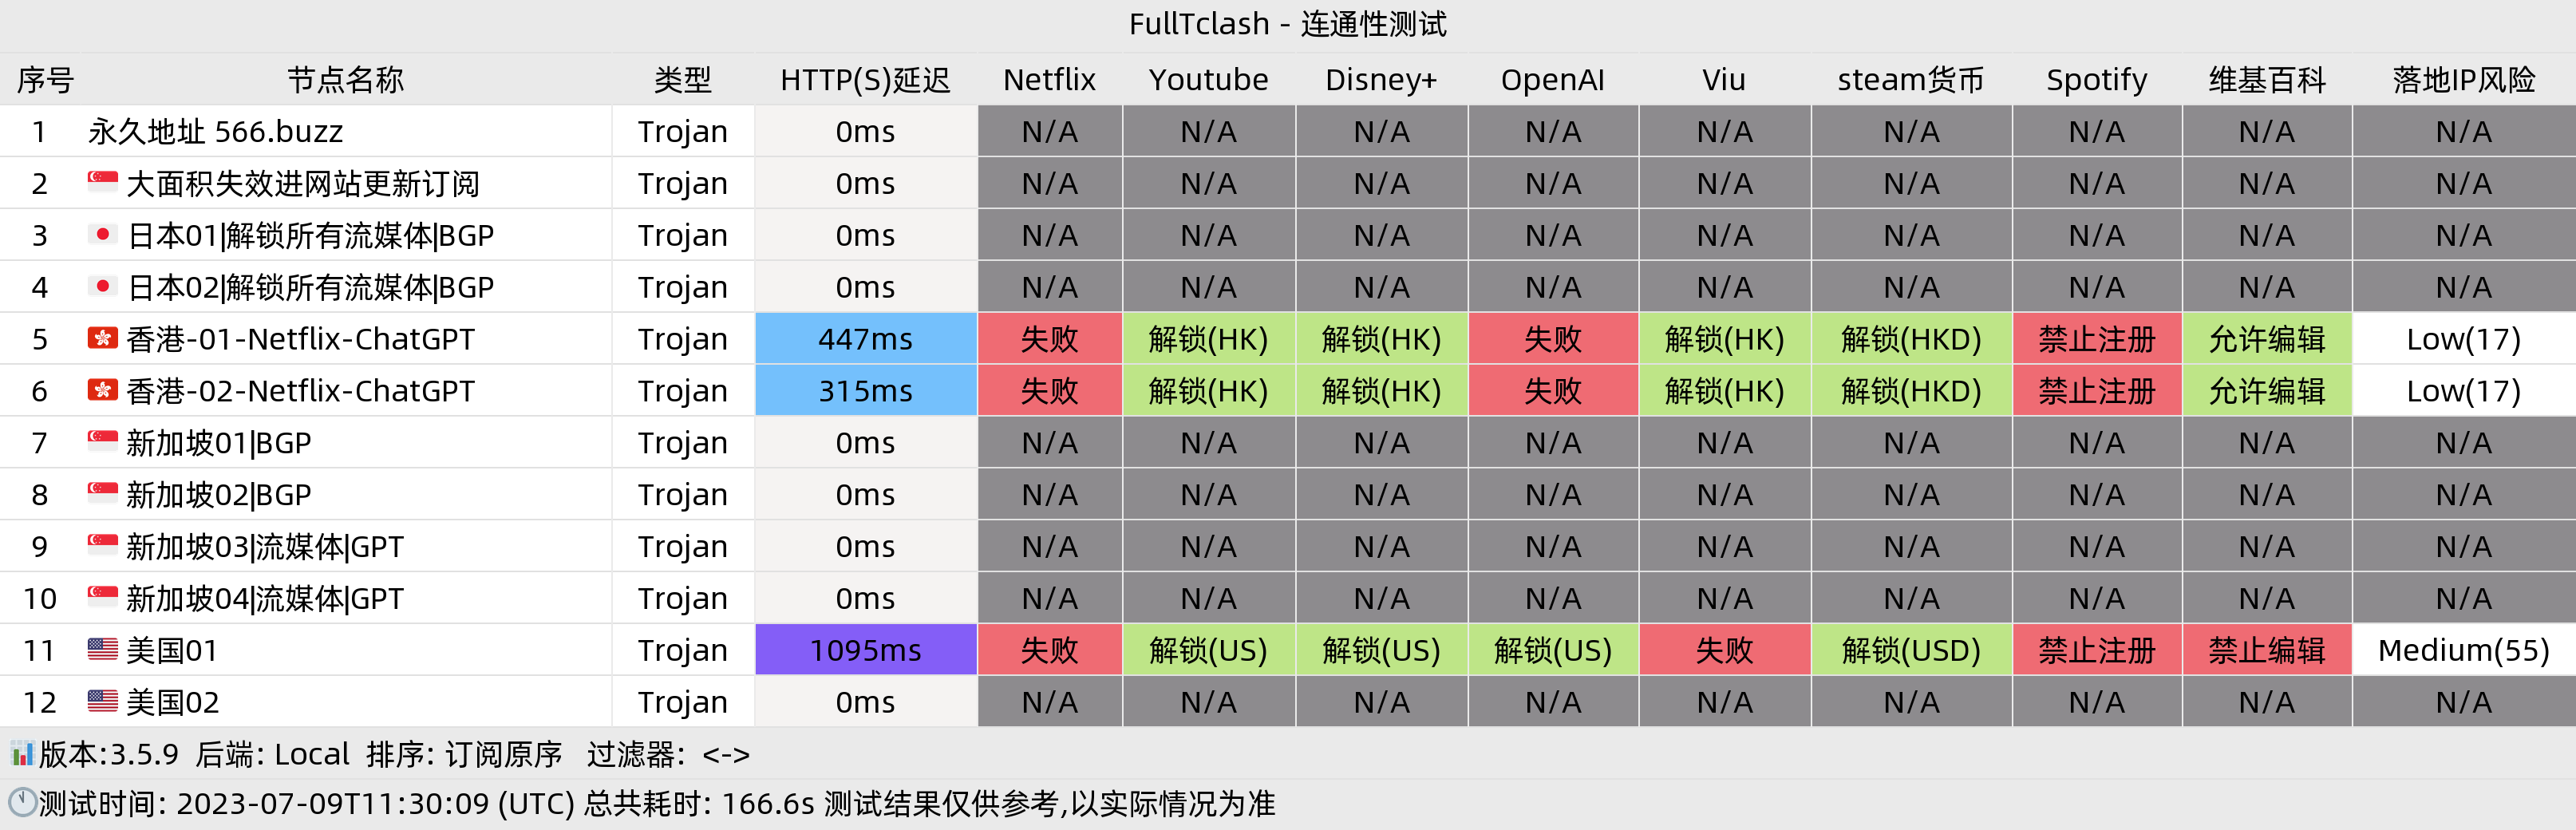 FullTclash - 连通性测试
序号 节点名称 类型 HTTP(S)延迟 Netflix Youtube Disney+ OpenAI Viu steam货币 Spotify 维基百科 落地IP风险
1 永久地址 566.buzz Trojan 0ms N/A N/A N/A N/A N/A N/A N/A N/A N/A
2 大面积失效进网站更新订阅 Trojan 0ms N/A N/A N/A N/A N/A N/A N/A N/A N/A
3 日本01|解锁所有流媒体|BGP Trojan 0ms N/A N/A N/A N/A N/A N/A N/A N/A N/A
4 日本02|解锁所有流媒体|BGP Trojan 0ms N/A N/A N/A N/A N/A N/A N/A N/A N/A
5 香港-01-Netflix-ChatGPT Trojan 447ms 失败 解锁(HK) 解锁(HK) 失败 解锁(HK) 解锁(HKD) 禁止注册 允许编辑 Low(17)
6 香港-02-Netflix-ChatGPT Trojan 315ms 失败 解锁(HK) 解锁(HK) 失败 解锁(HK) 解锁(HKD) 禁止注册 允许编辑 Low(17)
7 新加坡01|BGP Trojan 0ms N/A N/A N/A N/A N/A N/A N/A N/A N/A
8 新加坡02|BGP Trojan 0ms N/A N/A N/A N/A N/A N/A N/A N/A N/A
9 新加坡03|流媒体|GPT Trojan 0ms N/A N/A N/A N/A N/A N/A N/A N/A N/A
10 新加坡04|流媒体|GPT Trojan 0ms N/A N/A N/A N/A N/A N/A N/A N/A N/A
11 美国01 Trojan 1095ms 失败 解锁(US) 解锁(US) 解锁(US) 失败 解锁(USD) 禁止注册 禁止编辑 Medium(55)
12 美国02 Trojan 0ms N/A N/A N/A N/A N/A N/A N/A N/A N/A
版本:3.5.9 后端: Local 排序: 订阅原序 过滤器: <->
测试时间: 2023-07-09T11:30:09 (UTC) 总共耗时: 166.6s 测试结果仅供参考,以实际情况为准